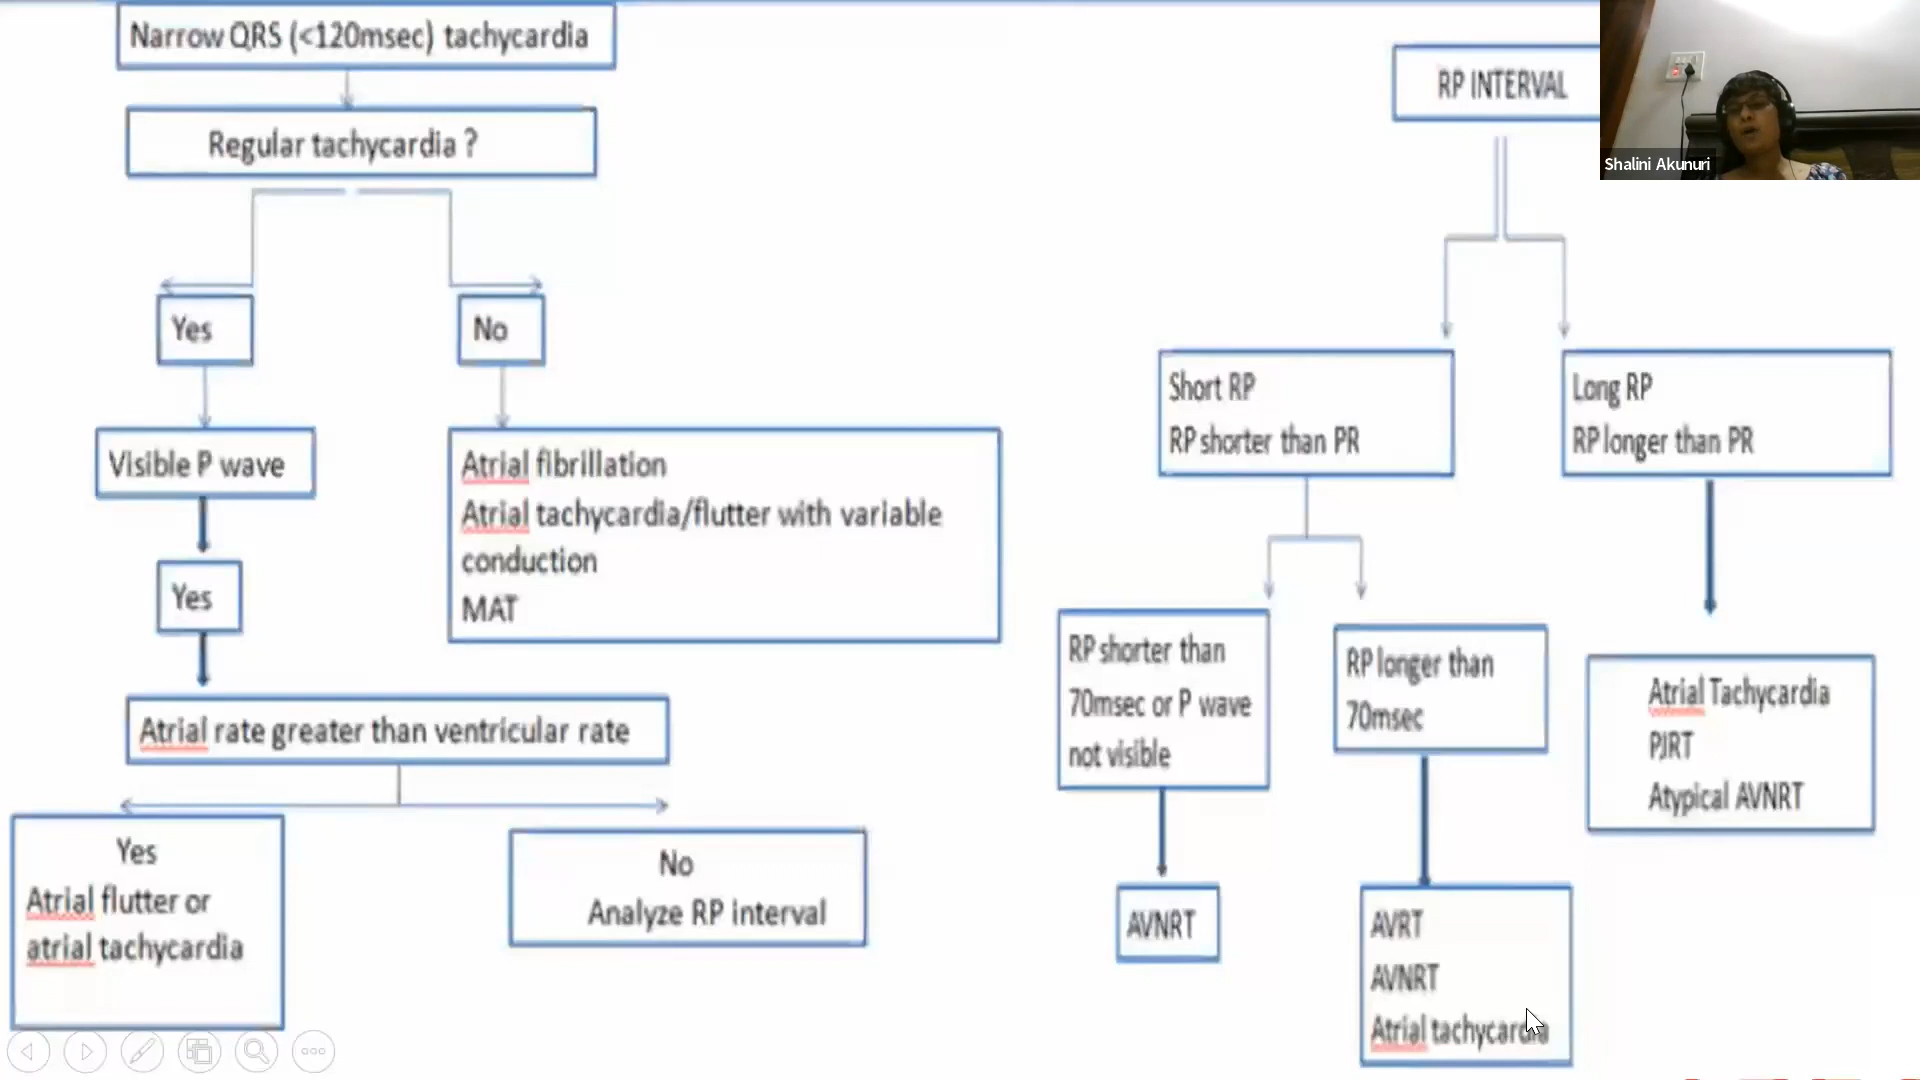 Narrow QRS (<120msec) tachycardia
Regular tachycardia ?
Yes
No
Visible P wave
Atrial fibrillation
Atrial tachycardia/flutter with variable
conduction
MAT
Yes
Atrial rate greater than ventricular rate
Yes
Atrial flutter or
atrial tachycardia
No
Analyze RP interval
RP INTERVAL
Short RP
RP shorter than PR
Long RP
RP longer than PR
RP shorter than
70msec or P wave
not visible
RP longer than
70msec
Atrial Tachycardia
PJRT
Atypical AVNRT
AVNRT
AVRT
AVNRT
Atrial tachycardia
Shalini Akunuri